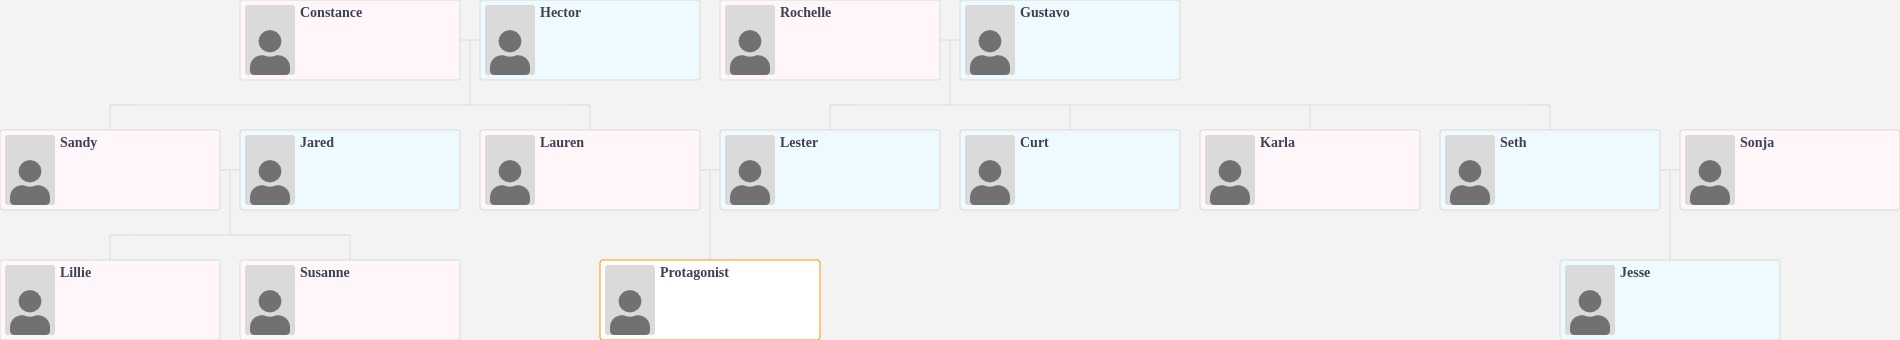 Constance
Hector
Rochelle
Gustavo
Sandy
Jared
Lauren
Lester
Curt
Karla
Seth
Sonja
Lillie
Susanne
Protagonist
Jesse